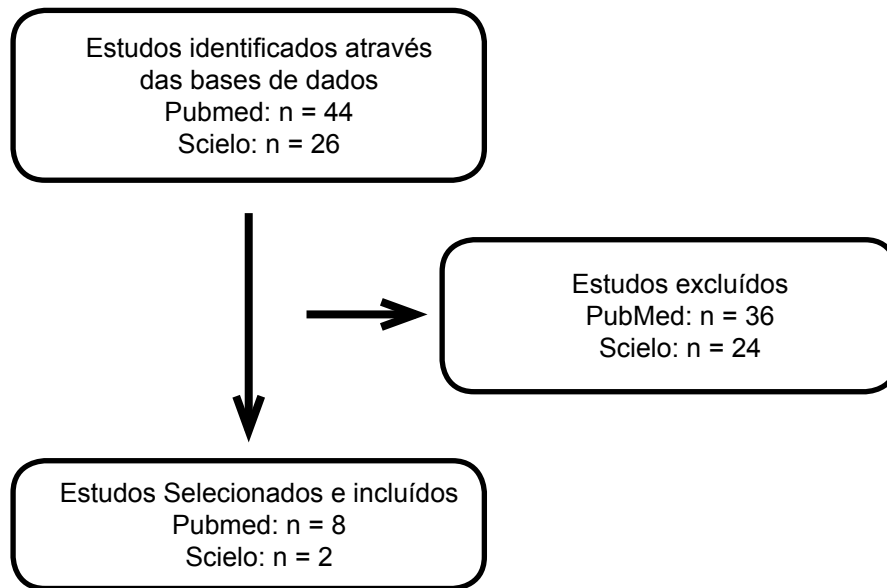 Estudos identificados através
das bases de dados
Pubmed: n = 44
Scielo: n = 26
Estudos excluídos
PubMed: n = 36
Scielo: n = 24
Estudos Selecionados e incluídos
Pubmed: n = 8
Scielo: n = 2